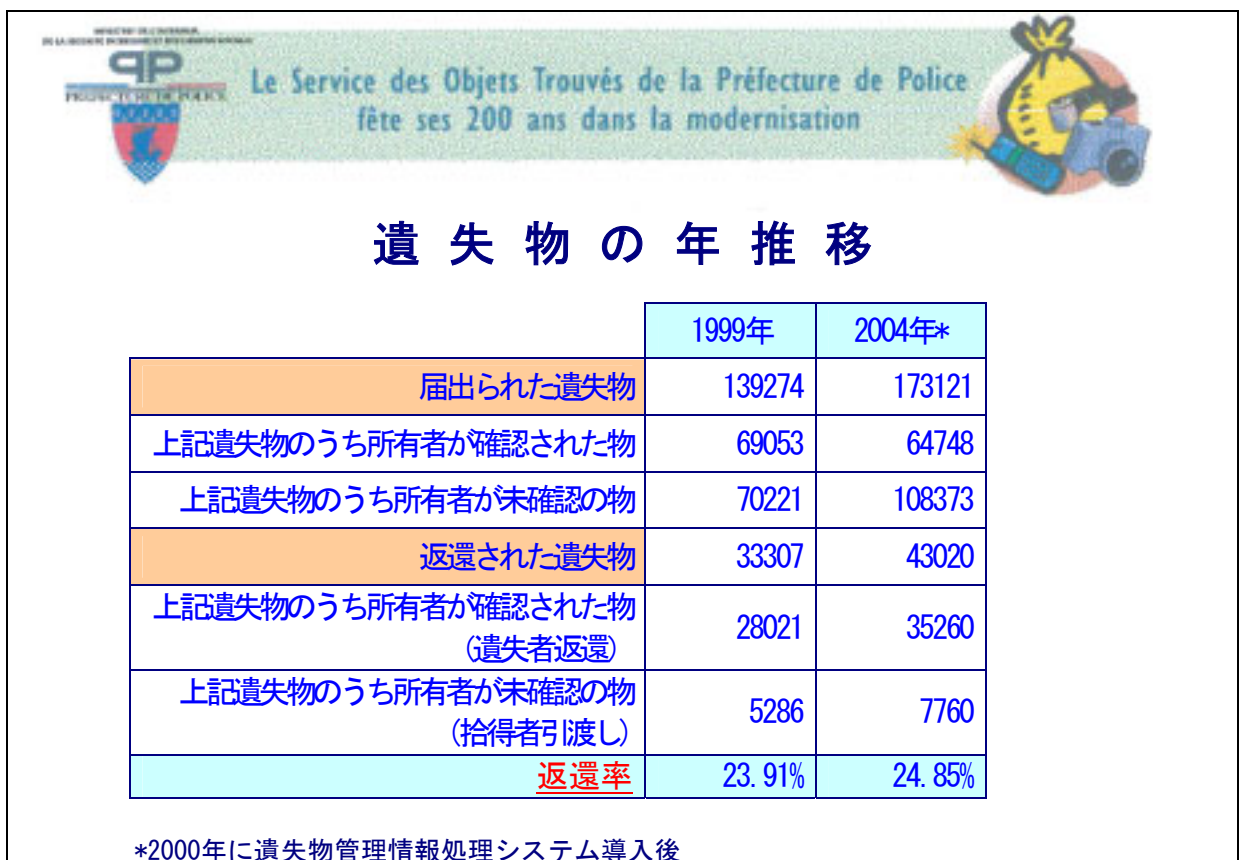 Le Service des Objets Trouvés de la Préfecture de Police
fête ses 200 ans dans la modernisation
PREFECTURE DE POLICE
遺失物の年推移
1999年 2004年*
届出られた遺失物 139274 173121
上記遺失物のうち所有者が確認された物 69053 64748
上記遺失物のうち所有者が未確認の物 70221 108373
返還された遺失物 33307 43020
上記遺失物のうち所有者が確認された物
(遺失者返還) 28021 35260
上記遺失物のうち所有者が未確認の物
(拾得者引渡し) 5286 7760
返還率 23.91% 24.85%
*2000年に遺失物管理情報処理システム導入後